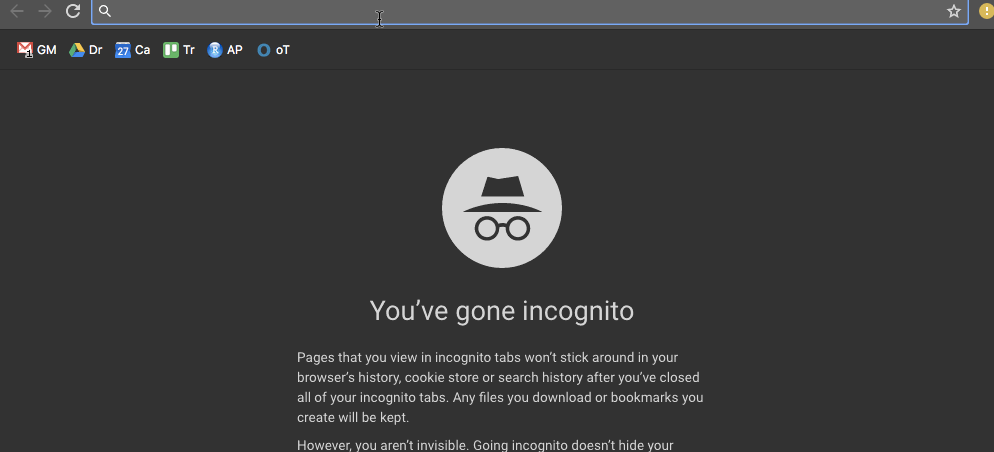 GM Dr 27 Ca Tr R AP oT
You've gone incognito
Pages that you view in incognito tabs won't stick around in your
browser's history, cookie store or search history after you've closed
all of your incognito tabs. Any files you download or bookmarks you
create will be kept.
However, you aren't invisible. Going incognito doesn't hide your